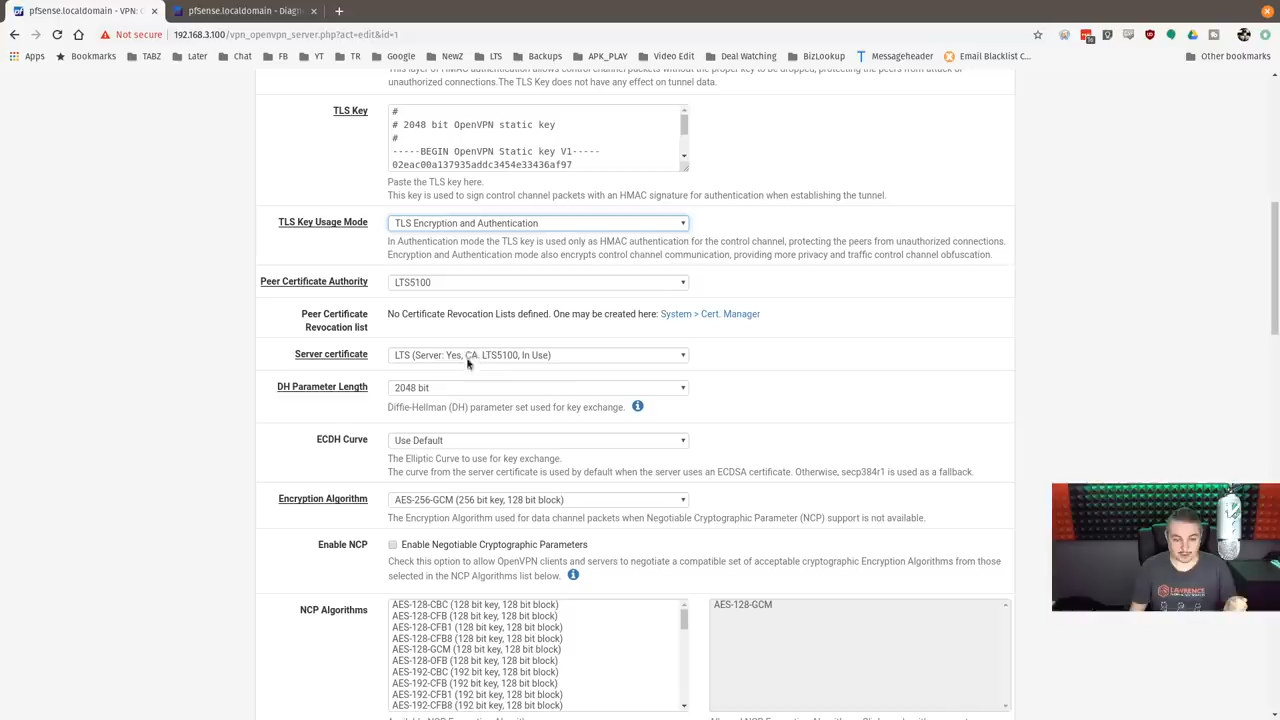 pfSense.localdomain - VPN: O
pfSense.localdomain - Diagn
Not secure
192.168.3.100/vpn_openvpn_server.php?act=edit&id=1
Apps
Bookmarks
TABZ
Later
Chat
FB
YT
TR
Google
NewZ
LTS
Backups
APK_PLAY
Video Edit
Deal Watching
BizLookup
Messageheader
Email Blacklist C...
Other bookmarks
This layer of HMAC authentication allows control channel packets without the proper key to be dropped, protecting the peers from attack or
unauthorized connections.The TLS Key does not have any effect on tunnel data.
TLS Key
#
# 2048 bit OpenVPN static key
#
-----BEGIN OpenVPN Static key V1-----
02eac00a137935addc3454e33436af97
Paste the TLS key here.
This key is used to sign control channel packets with an HMAC signature for authentication when establishing the tunnel.
TLS Key Usage Mode
TLS Encryption and Authentication
In Authentication mode the TLS key is used only as HMAC authentication for the control channel, protecting the peers from unauthorized connections.
Encryption and Authentication mode also encrypts control channel communication, providing more privacy and traffic control channel obfuscation.
Peer Certificate Authority
LTS5100
Peer Certificate
Revocation list
No Certificate Revocation Lists defined. One may be created here: System > Cert. Manager
Server certificate
LTS (Server: Yes, CA: LTS5100, In Use)
DH Parameter Length
2048 bit
Diffie-Hellman (DH) parameter set used for key exchange.
ECDH Curve
Use Default
The Elliptic Curve to use for key exchange.
The curve from the server certificate is used by default when the server uses an ECDSA certificate. Otherwise, secp384r1 is used as a fallback.
Encryption Algorithm
AES-256-GCM (256 bit key, 128 bit block)
The Encryption Algorithm used for data channel packets when Negotiable Cryptographic Parameter (NCP) support is not available.
Enable NCP
Enable Negotiable Cryptographic Parameters
Check this option to allow OpenVPN clients and servers to negotiate a compatible set of acceptable cryptographic Encryption Algorithms from those
selected in the NCP Algorithms list below.
NCP Algorithms
AES-128-CBC (128 bit key, 128 bit block)
AES-128-CFB (128 bit key, 128 bit block)
AES-128-CFB1 (128 bit key, 128 bit block)
AES-128-CFB8 (128 bit key, 128 bit block)
AES-128-GCM (128 bit key, 128 bit block)
AES-128-OFB (128 bit key, 128 bit block)
AES-192-CBC (192 bit key, 128 bit block)
AES-192-CFB (192 bit key, 128 bit block)
AES-192-CFB1 (192 bit key, 128 bit block)
AES-192-CFB8 (192 bit key, 128 bit block)
AES-128-GCM
LAWRENCE